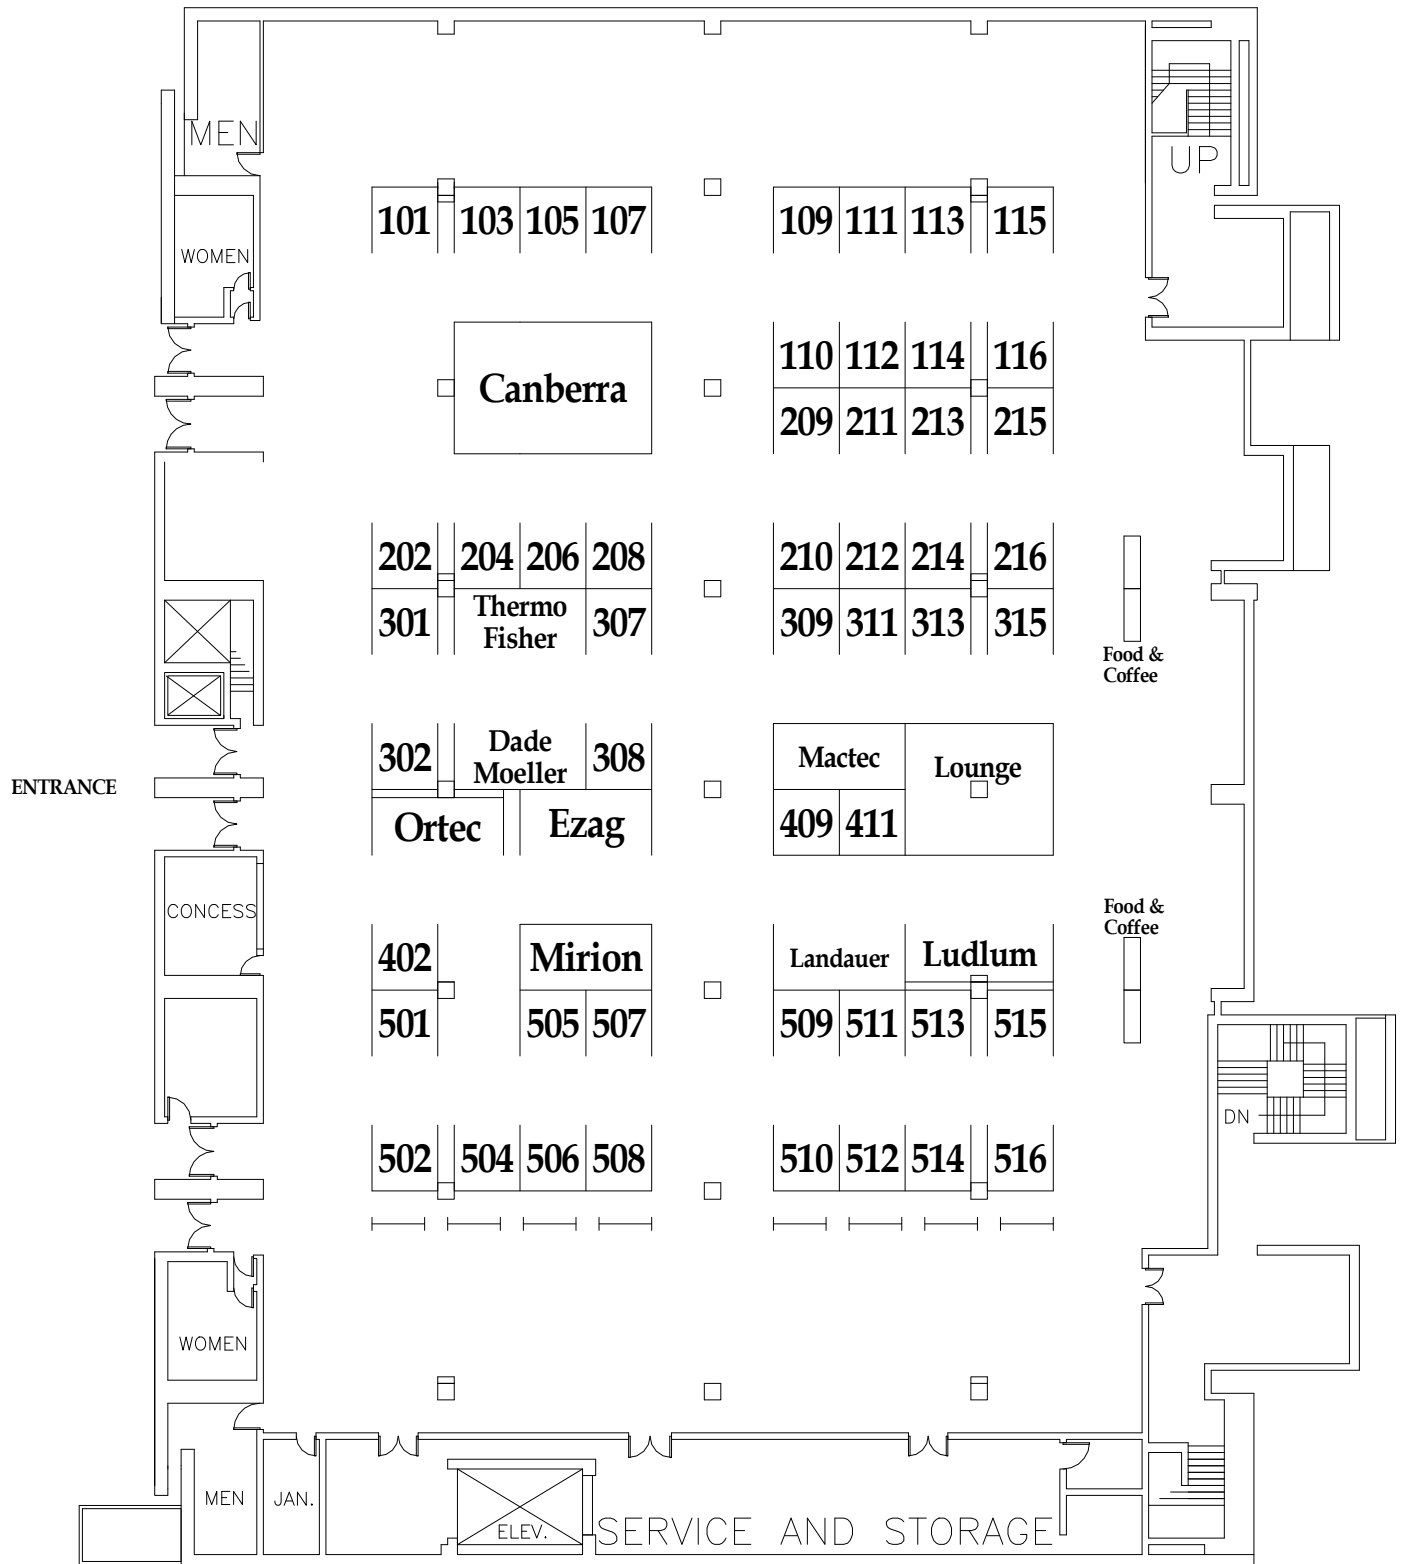 MEN
UP
101 103 105 107 109 111 113 115
WOMEN
110 112 114 116
Canberra
209 211 213 215
202 204 206 208 210 212 214 216
301 Thermo
Fisher 307 309 311 313 315
Food &
Coffee
302 Dade
Moeller 308 Mactec Lounge
ENTRANCE
Ortec Ezag 409 411
CONCESS
Food &
Coffee
402 Mirion Landauer Ludlum
501 505 507 509 511 513 515
DN
502 504 506 508 510 512 514 516
WOMEN
MEN JAN.
ELEV. SERVICE AND STORAGE